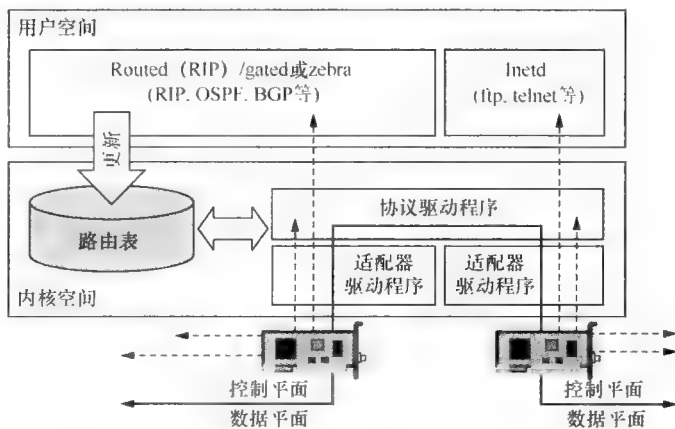 用户空间
Routed (RIP) /gated或zebra
(RIP. OSPF. BGP等)
Inetd
(ftp. telnet等)
更新
路由表
协议驱动程序
适配器
驱动程序
适配器
驱动程序
内核空间
控制平面
数据平面
控制平面
数据平面